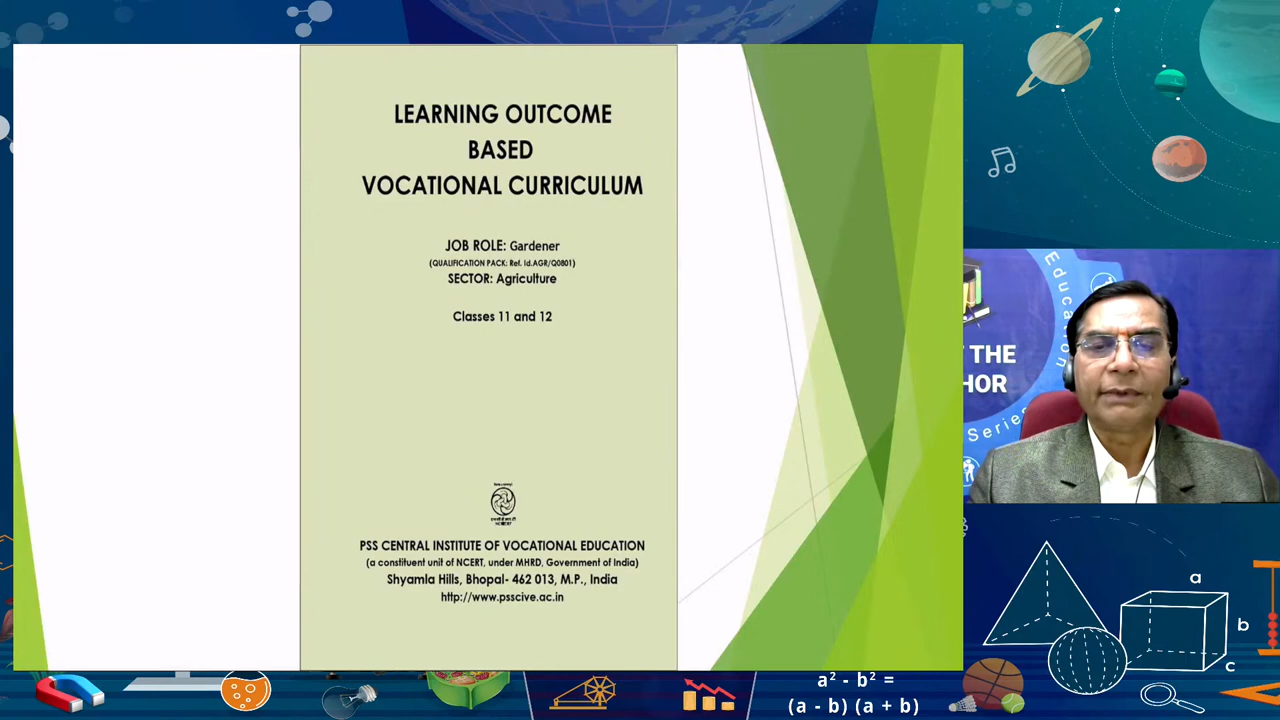 LEARNING OUTCOME
BASED
VOCATIONAL CURRICULUM
JOB ROLE: Gardener
(QUALIFICATION PACK: Ref. Id.AGR/Q0801)
SECTOR: Agriculture
Classes 11 and 12
NCERT
PSS CENTRAL INSTITUTE OF VOCATIONAL EDUCATION
(a constituent unit of NCERT, under MHRD, Government of India)
Shyamla Hills, Bhopal- 462 013, M.P., India
http://www.psscive.ac.in
Education
THE
HOR
Series
a
b
c
a² - b² =
(a - b) (a + b)